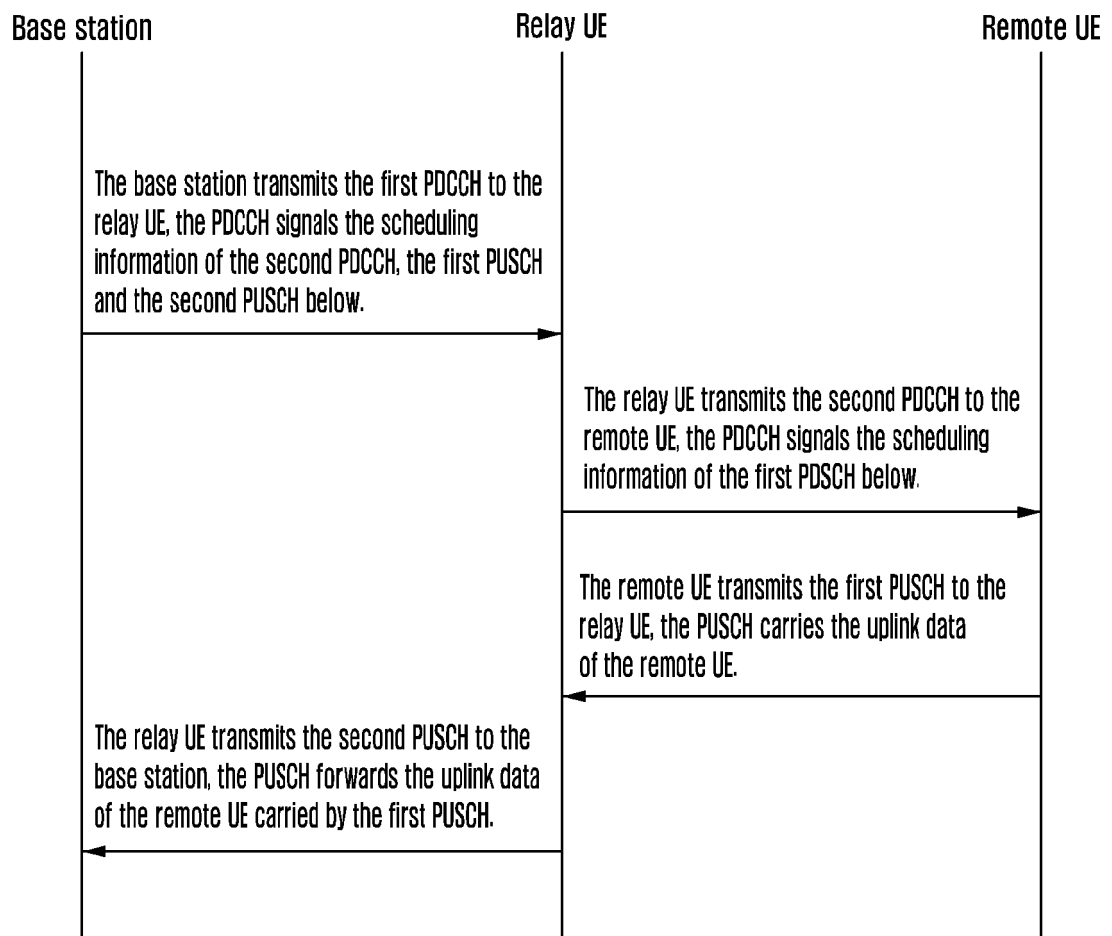 Base station
Relay UE
Remote UE
The base station transmits the first PDCCH to the
relay UE, the PDCCH signals the scheduling
information of the second PDCCH, the first PUSCH
and the second PUSCH below.
The relay UE transmits the second PDCCH to the
remote UE, the PDCCH signals the scheduling
information of the first PDSCH below.
The remote UE transmits the first PUSCH to the
relay UE, the PUSCH carries the uplink data
of the remote UE.
The relay UE transmits the second PUSCH to the
base station, the PUSCH forwards the uplink data
of the remote UE carried by the first PUSCH.